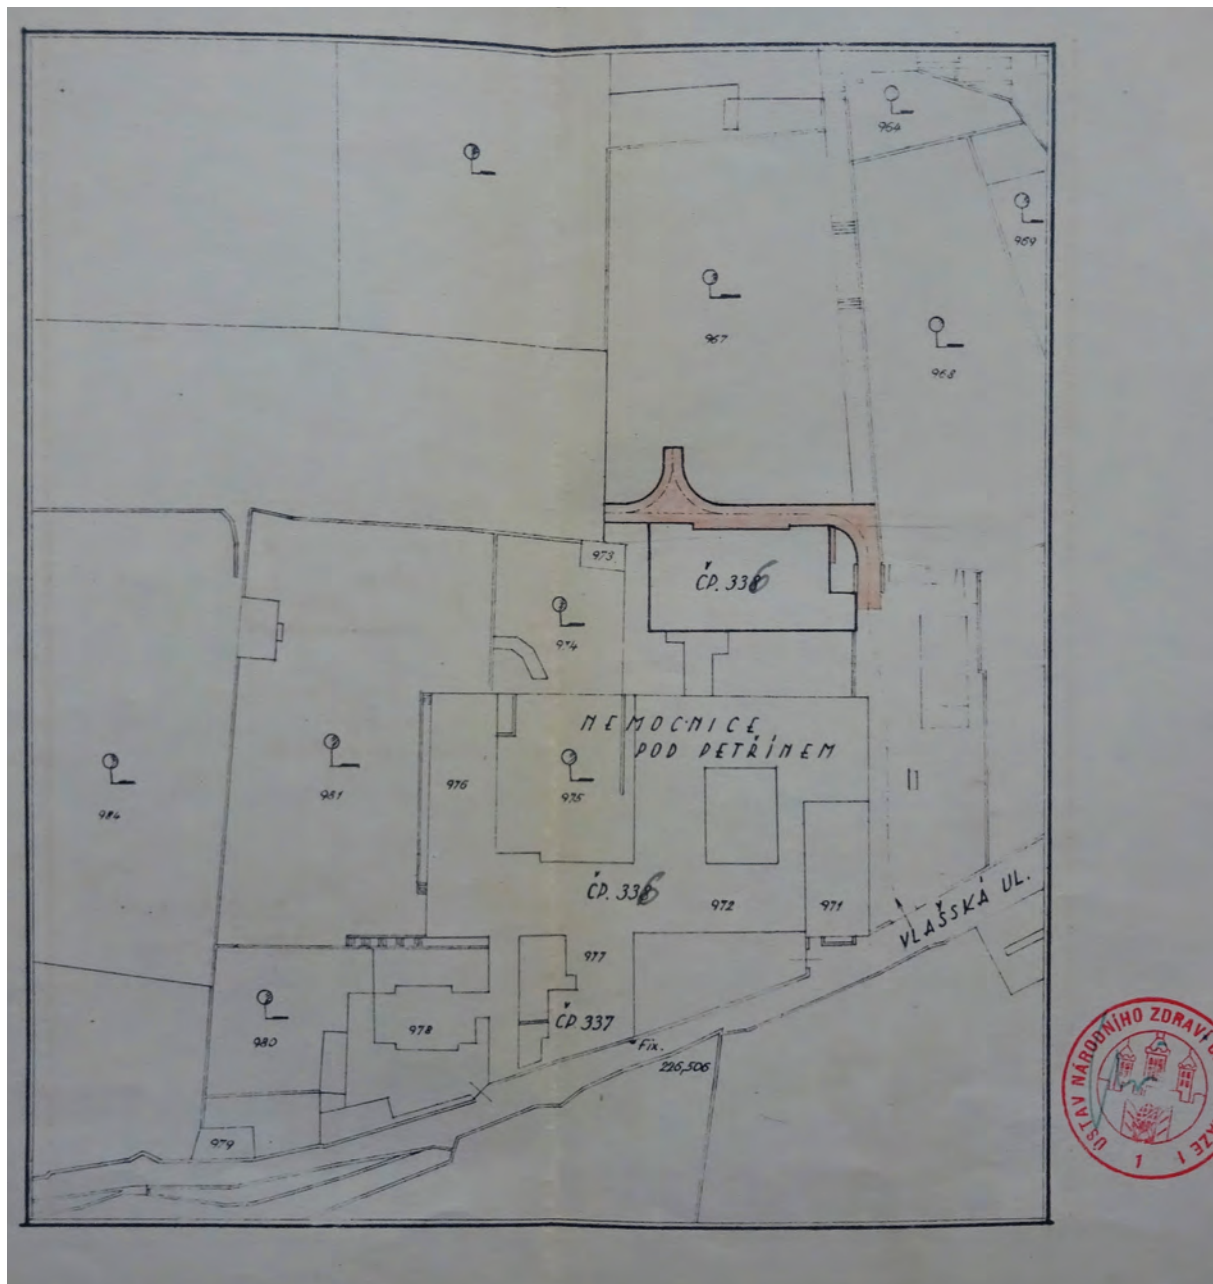 964
969
967
968
973
ČP. 336
974
NEMOCNICE
POD PETŘÍNEM
976
975
981
984
ČP. 336
972
971
VLAŠSKÁ UL.
977
ČP. 337
978
980
Fix.
226,506
979
ÚSTAV NÁRODNÍHO ZDRAVÍ
1